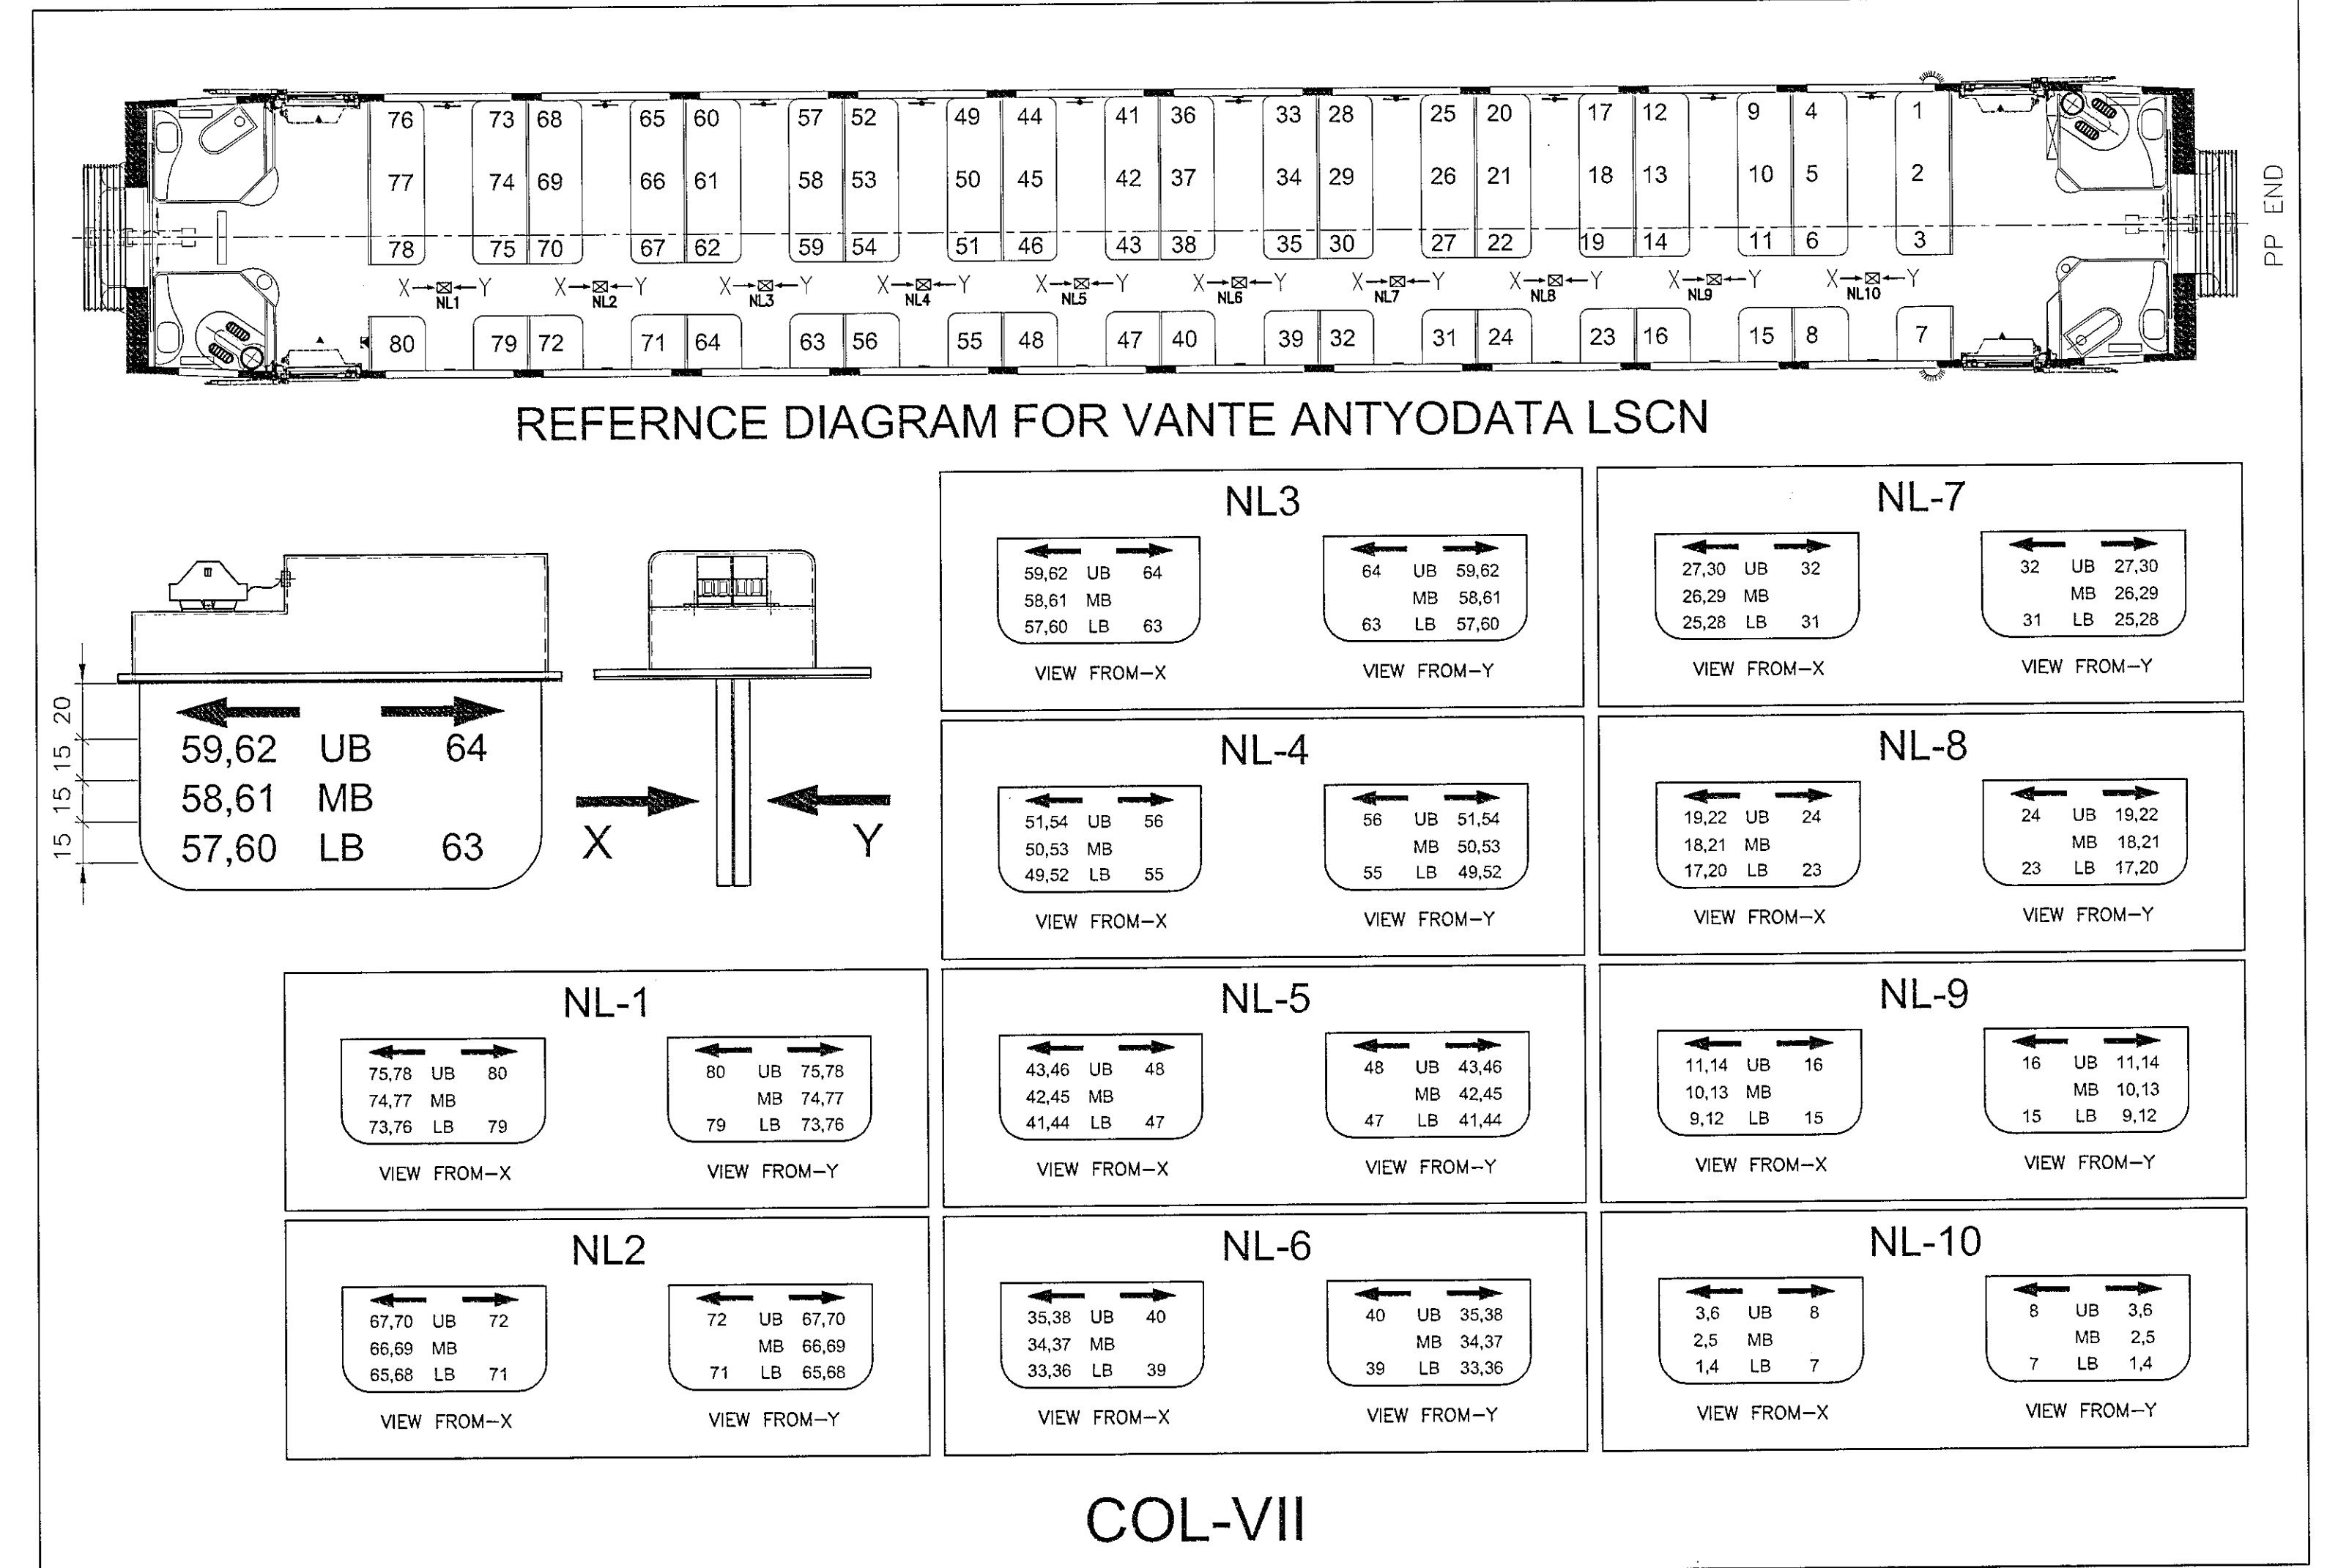 76 73 68 65 60 57 52 49 44 41 36 33 28 25 20 17 12 9 4 1
77 74 69 66 61 58 53 50 45 42 37 34 29 26 21 18 13 10 5 2
78 75 70 67 62 59 54 51 46 43 38 35 30 27 22 19 14 11 6 3
PP END
X Y X Y X Y X Y X Y X Y X Y X Y X Y X Y
NL1 NL2 NL3 NL4 NL5 NL6 NL7 NL8 NL9 NL10
80 79 72 71 64 63 56 55 48 47 40 39 32 31 24 23 16 15 8 7
REFERNCE DIAGRAM FOR VANTE ANTYODATA LSCN
20
15
15
15
59,62 UB 64
58,61 MB
57,60 LB 63
X Y
NL3
59,62 UB 64
58,61 MB
57,60 LB 63
VIEW FROM-X
64 UB 59,62
MB 58,61
63 LB 57,60
VIEW FROM-Y
NL-7
27,30 UB 32
26,29 MB
25,28 LB 31
VIEW FROM-X
32 UB 27,30
MB 26,29
31 LB 25,28
VIEW FROM-Y
NL-4
51,54 UB 56
50,53 MB
49,52 LB 55
VIEW FROM-X
56 UB 51,54
MB 50,53
55 LB 49,52
VIEW FROM-Y
NL-8
19,22 UB 24
18,21 MB
17,20 LB 23
VIEW FROM-X
24 UB 19,22
MB 18,21
23 LB 17,20
VIEW FROM-Y
NL-1
75,78 UB 80
74,77 MB
73,76 LB 79
VIEW FROM-X
80 UB 75,78
MB 74,77
79 LB 73,76
VIEW FROM-Y
NL-5
43,46 UB 48
42,45 MB
41,44 LB 47
VIEW FROM-X
48 UB 43,46
MB 42,45
47 LB 41,44
VIEW FROM-Y
NL-9
11,14 UB 16
10,13 MB
9,12 LB 15
VIEW FROM-X
16 UB 11,14
MB 10,13
15 LB 9,12
VIEW FROM-Y
NL2
67,70 UB 72
66,69 MB
65,68 LB 71
VIEW FROM-X
72 UB 67,70
MB 66,69
71 LB 65,68
VIEW FROM-Y
NL-6
35,38 UB 40
34,37 MB
33,36 LB 39
VIEW FROM-X
40 UB 35,38
MB 34,37
39 LB 33,36
VIEW FROM-Y
NL-10
3,6 UB 8
2,5 MB
1,4 LB 7
VIEW FROM-X
8 UB 3,6
MB 2,5
7 LB 1,4
VIEW FROM-Y
COL-VII